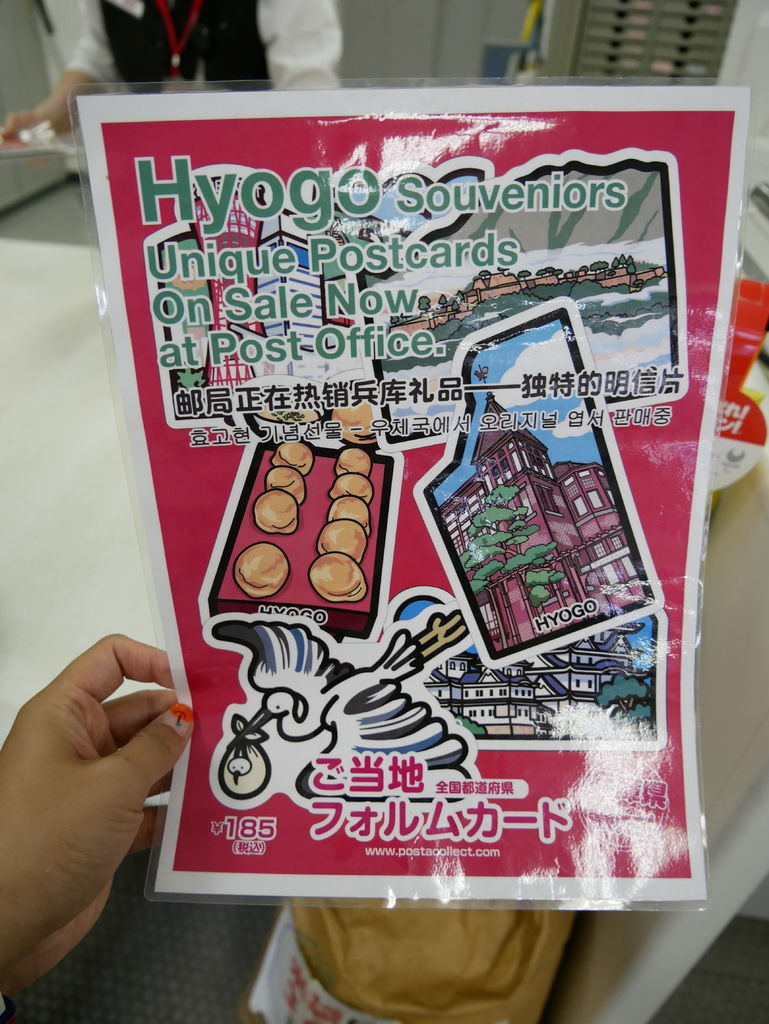 Hyogo Souveniors
Unique Postcards
On Sale Now
at Post Office.
邮局正在热销兵库礼品——独特的明信片
효고현 기념선물 - 우체국에서 오리지널 엽서 판매중
HYOGO
HYOGO
ご当地 全国都道府県
フォルムカード
¥185
(税込)
www.postacollect.com
県